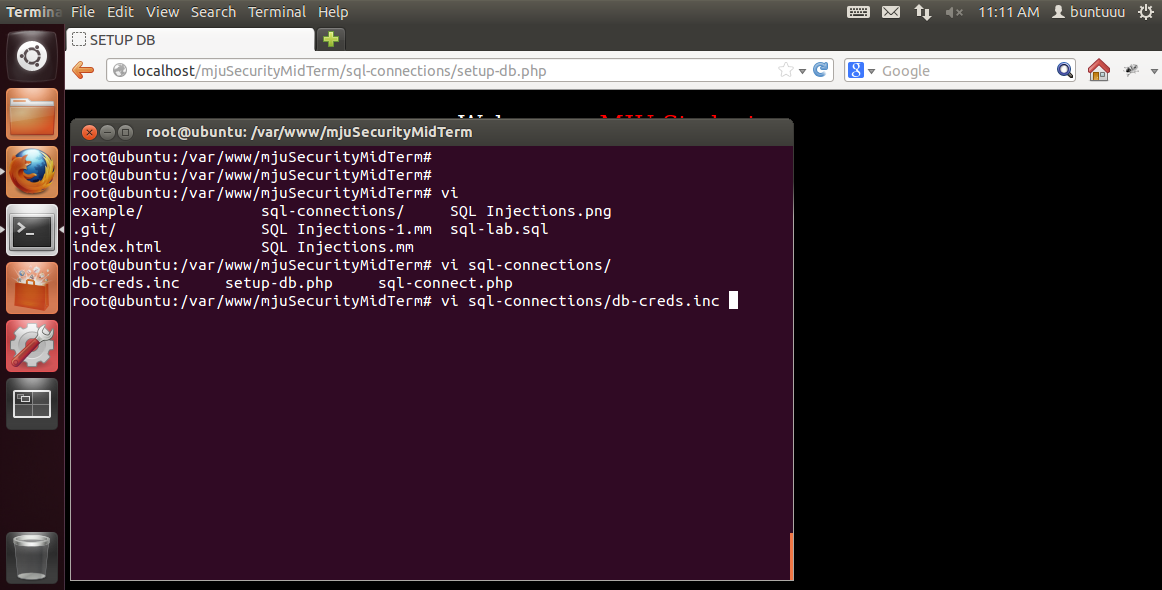 Termina File Edit View Search Terminal Help 11:11 AM buntuuu
SETUP DB
localhost/mjuSecurityMidTerm/sql-connections/setup-db.php Google
root@ubuntu: /var/www/mjuSecurityMidTerm
root@ubuntu:/var/www/mjuSecurityMidTerm#
root@ubuntu:/var/www/mjuSecurityMidTerm#
root@ubuntu:/var/www/mjuSecurityMidTerm# vi
example/ sql-connections/ SQL Injections.png
.git/ SQL Injections-1.mm sql-lab.sql
index.html SQL Injections.mm
root@ubuntu:/var/www/mjuSecurityMidTerm# vi sql-connections/
db-creds.inc setup-db.php sql-connect.php
root@ubuntu:/var/www/mjuSecurityMidTerm# vi sql-connections/db-creds.inc